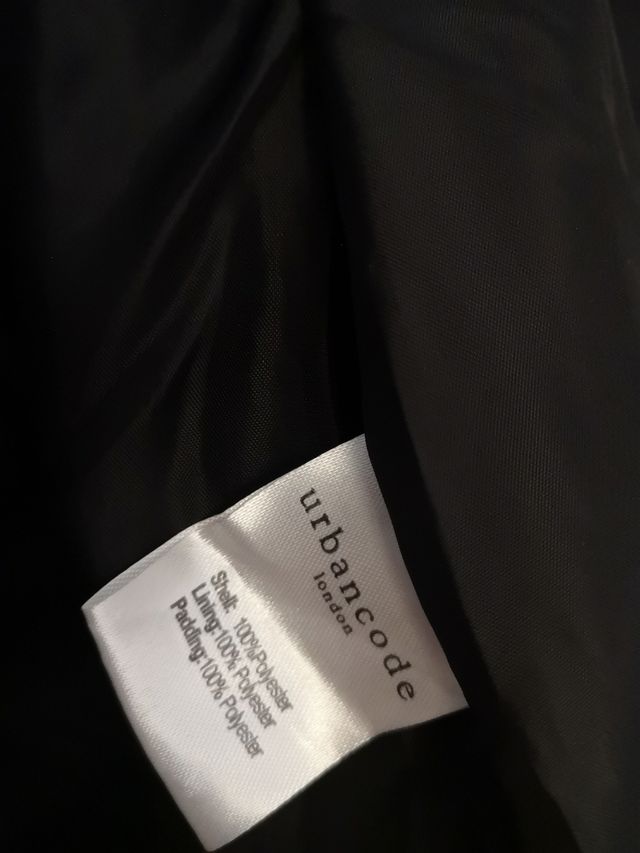 urbancode
london
Shell: 100%Polyester
Lining:100% Polyester
Padding:100% Polyester